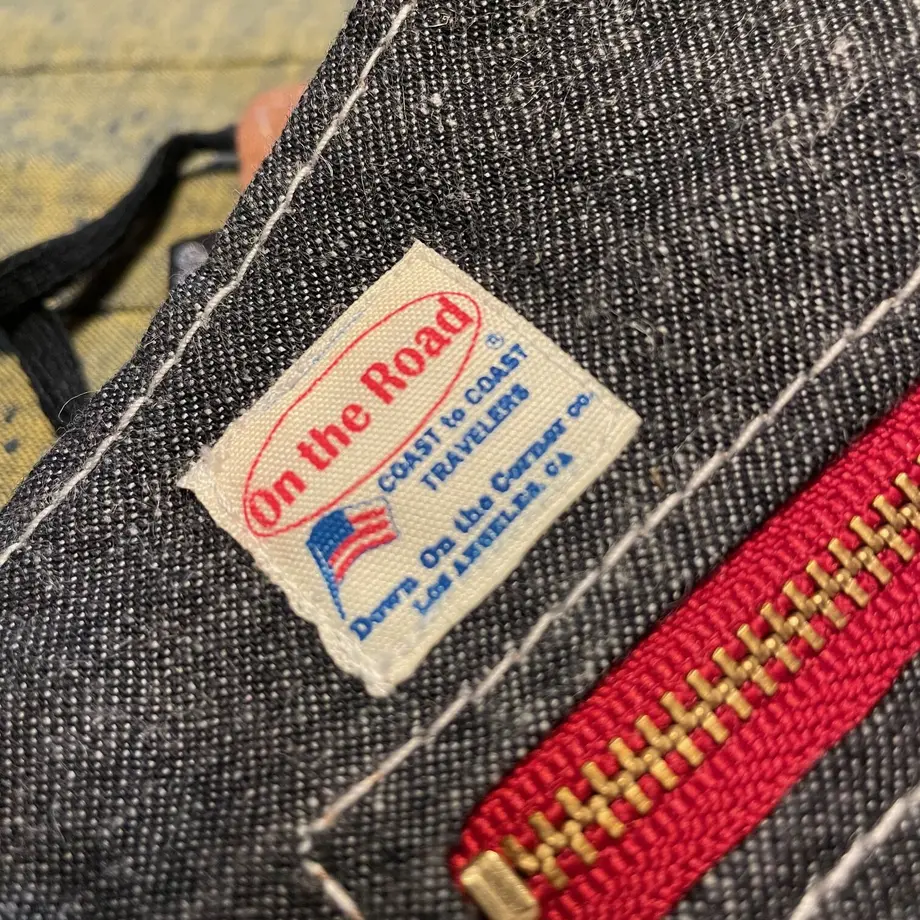 On the Road®
COAST to COAST
TRAVELERS
Down On the Corner co.
LOS ANGELES, CA